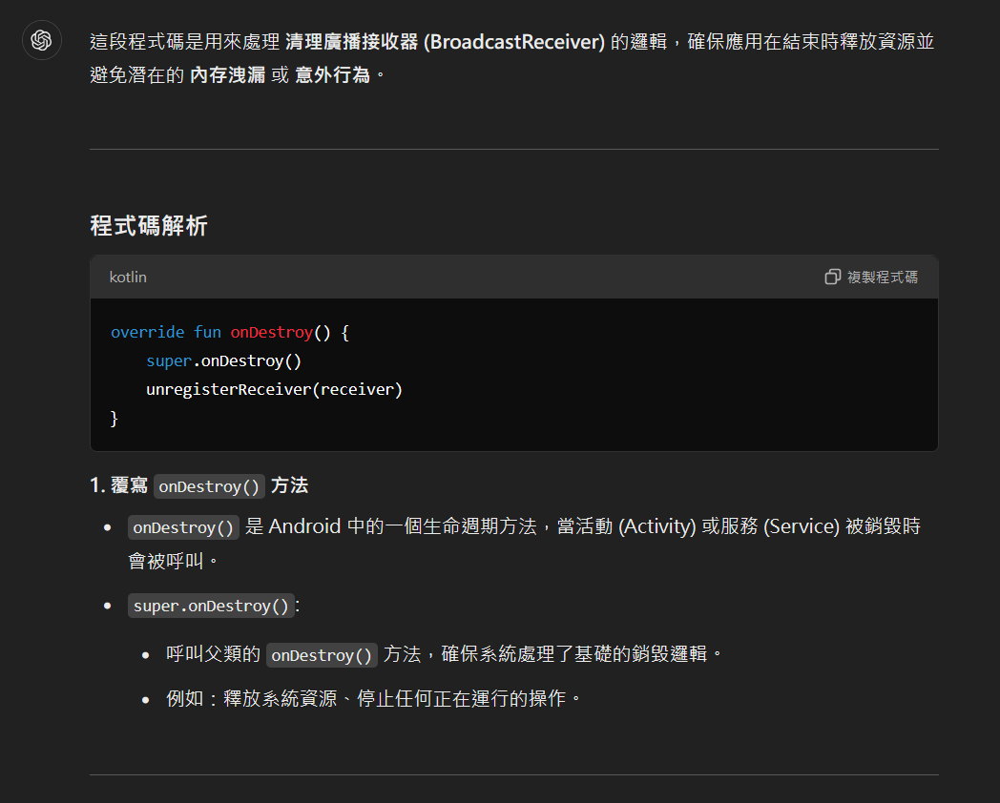 這段程式碼是用來處理 清理廣播接收器 (BroadcastReceiver) 的邏輯，確保應用在結束時釋放資源並
避免潛在的 內存洩漏 或 意外行為。
程式碼解析
kotlin
複製程式碼
override fun onDestroy() {
    super.onDestroy()
    unregisterReceiver(receiver)
}
1. 覆寫 onDestroy() 方法
• onDestroy() 是 Android 中的一個生命週期方法，當活動 (Activity) 或服務 (Service) 被銷毀時
會被呼叫。
• super.onDestroy():
• 呼叫父類的 onDestroy() 方法，確保系統處理了基礎的銷毀邏輯。
• 例如：釋放系統資源、停止任何正在運行的操作。